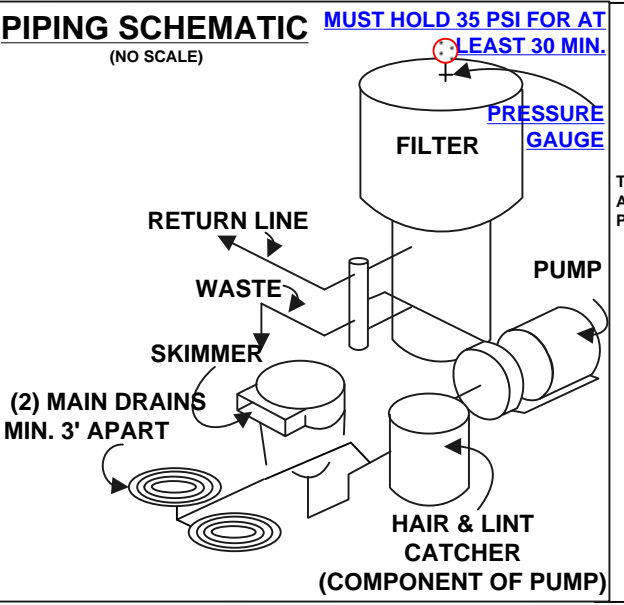 PIPING SCHEMATIC
(NO SCALE)
MUST HOLD 35 PSI FOR AT
LEAST 30 MIN.
PRESSURE
GAUGE
FILTER
RETURN LINE
WASTE
PUMP
SKIMMER
(2) MAIN DRAINS
MIN. 3' APART
HAIR & LINT
CATCHER
(COMPONENT OF PUMP)
T
A
P